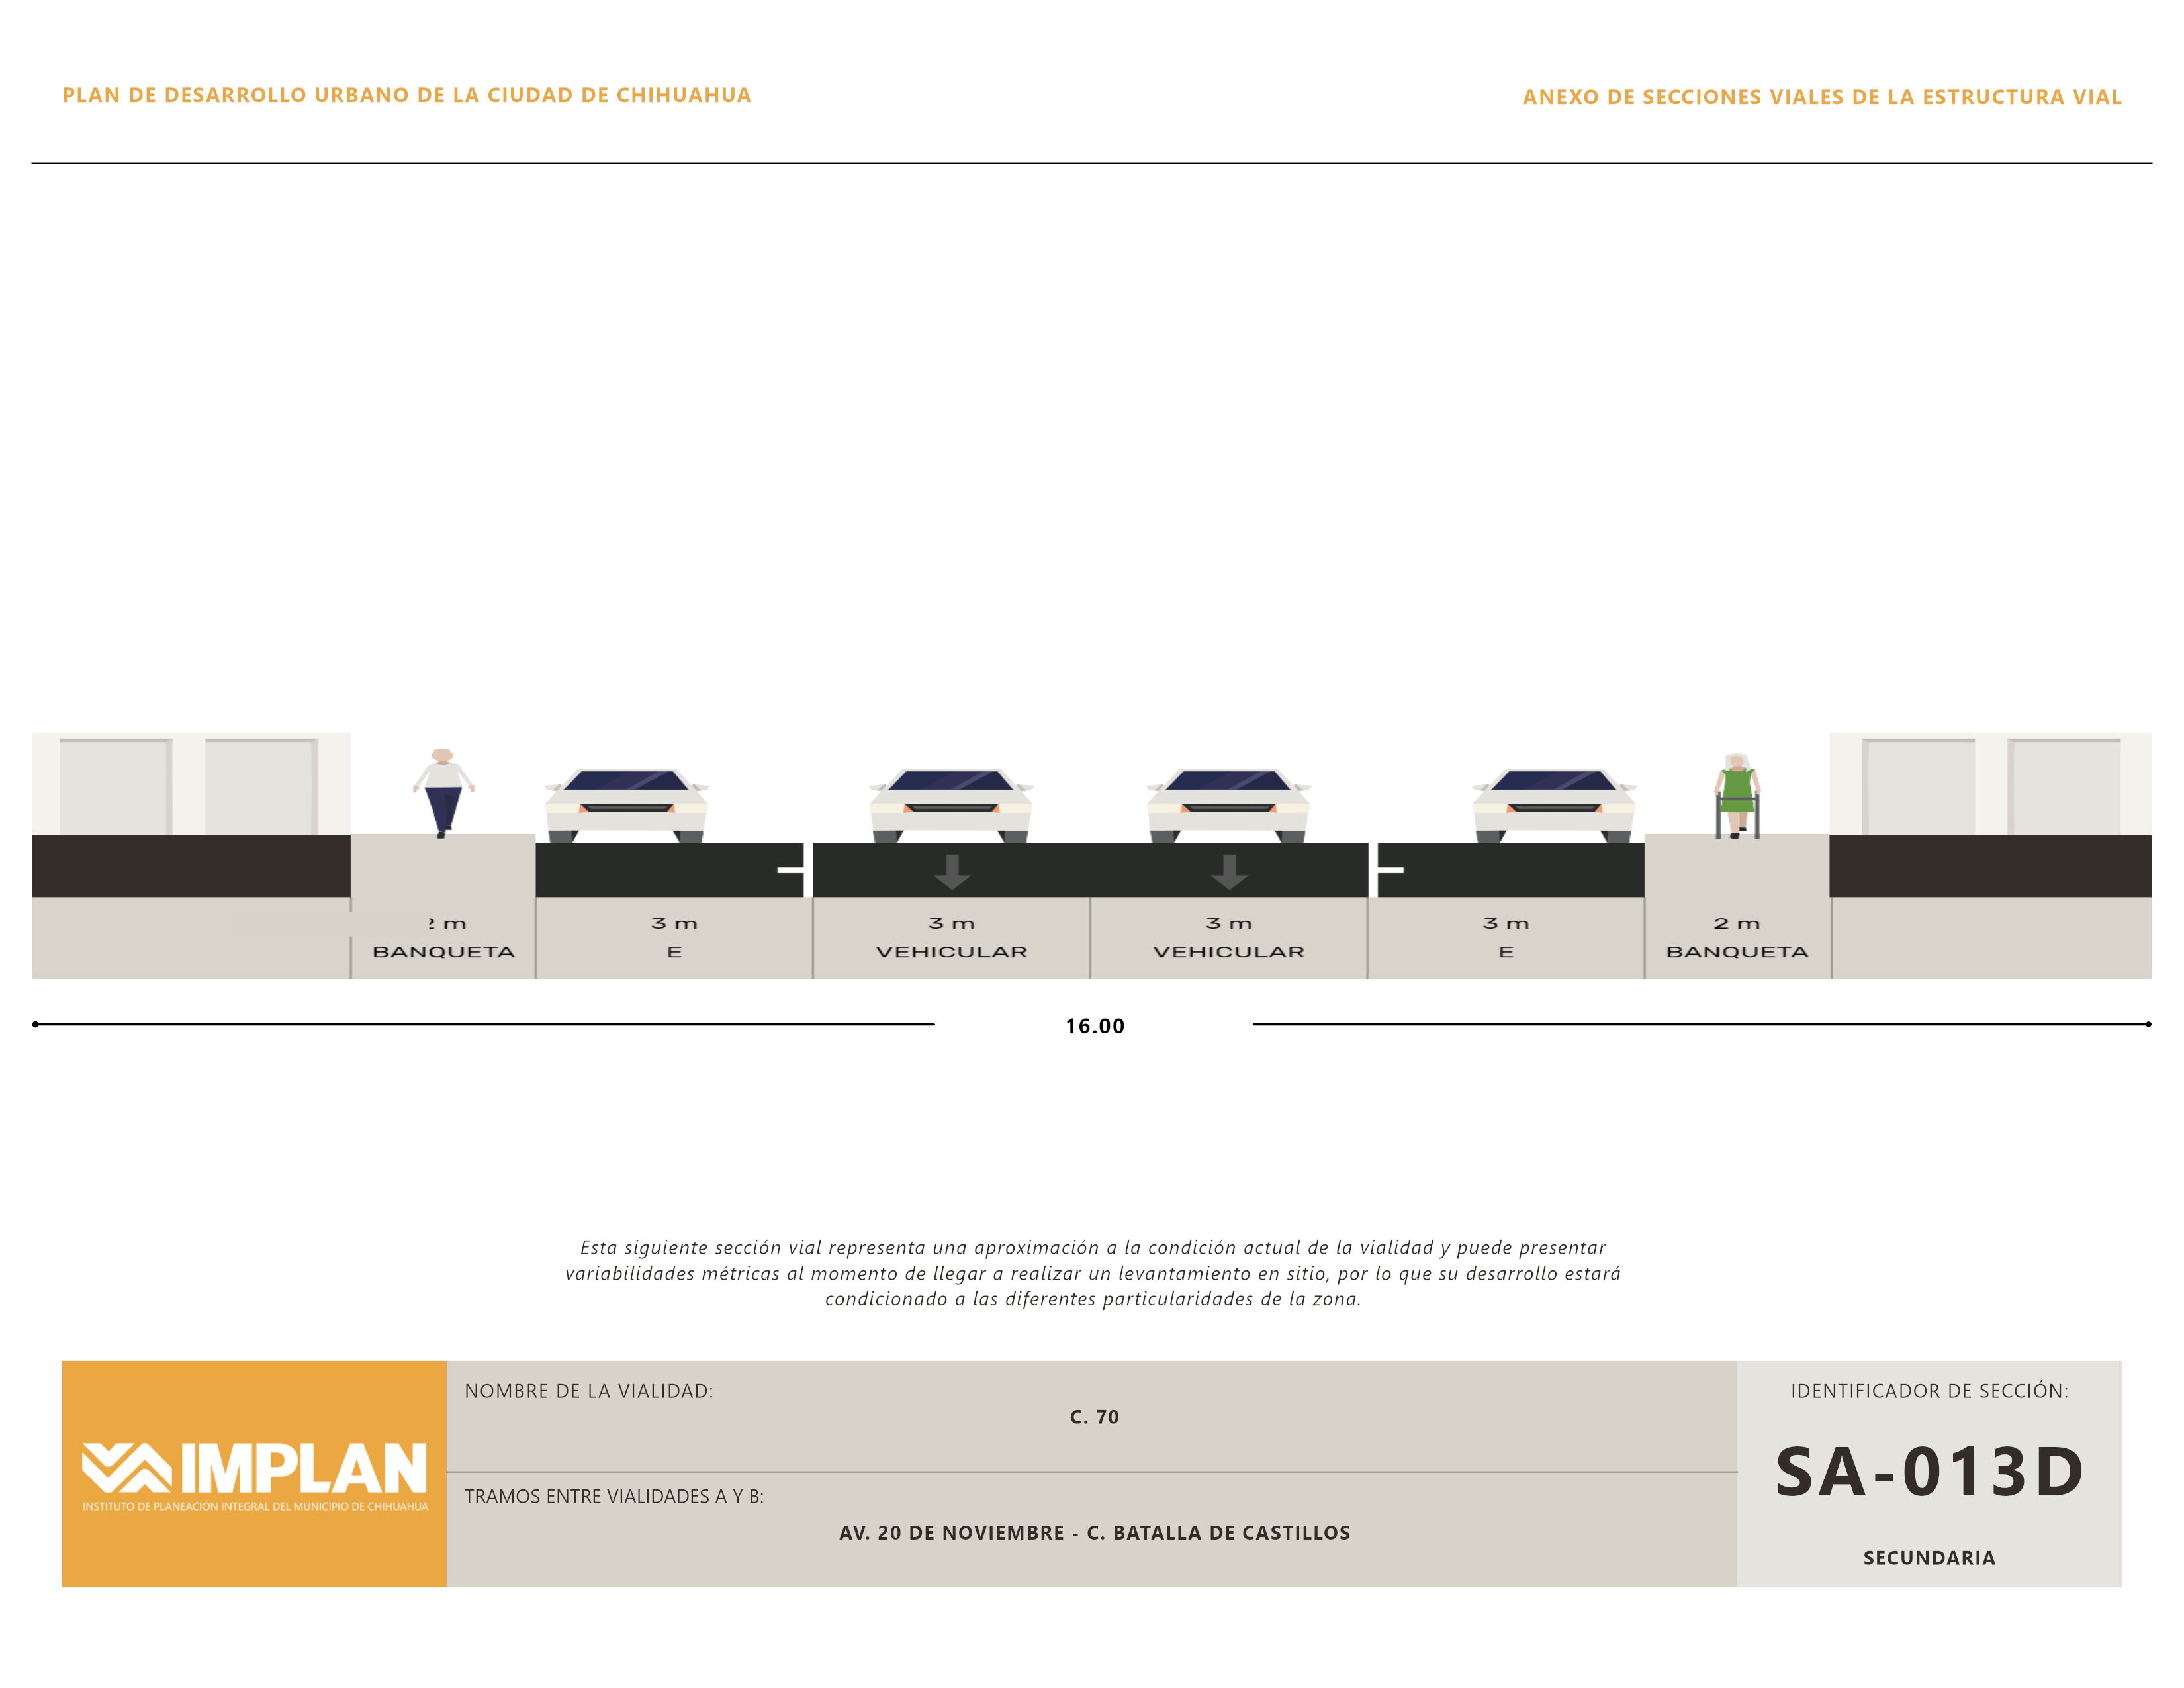 PLAN DE DESARROLLO URBANO DE LA CIUDAD DE CHIHUAHUA
ANEXO DE SECCIONES VIALES DE LA ESTRUCTURA VIAL
2 m
BANQUETA
3 m
E
3 m
VEHICULAR
3 m
VEHICULAR
3 m
E
2 m
BANQUETA
16.00
Esta siguiente sección vial representa una aproximación a la condición actual de la vialidad y puede presentar
variabilidades métricas al momento de llegar a realizar un levantamiento en sitio, por lo que su desarrollo estará
condicionado a las diferentes particularidades de la zona.
IMPLAN
INSTITUTO DE PLANEACIÓN INTEGRAL DEL MUNICIPIO DE CHIHUAHUA
NOMBRE DE LA VIALIDAD:
C. 70
TRAMOS ENTRE VIALIDADES A Y B:
AV. 20 DE NOVIEMBRE - C. BATALLA DE CASTILLOS
IDENTIFICADOR DE SECCIÓN:
SA-013D
SECUNDARIA